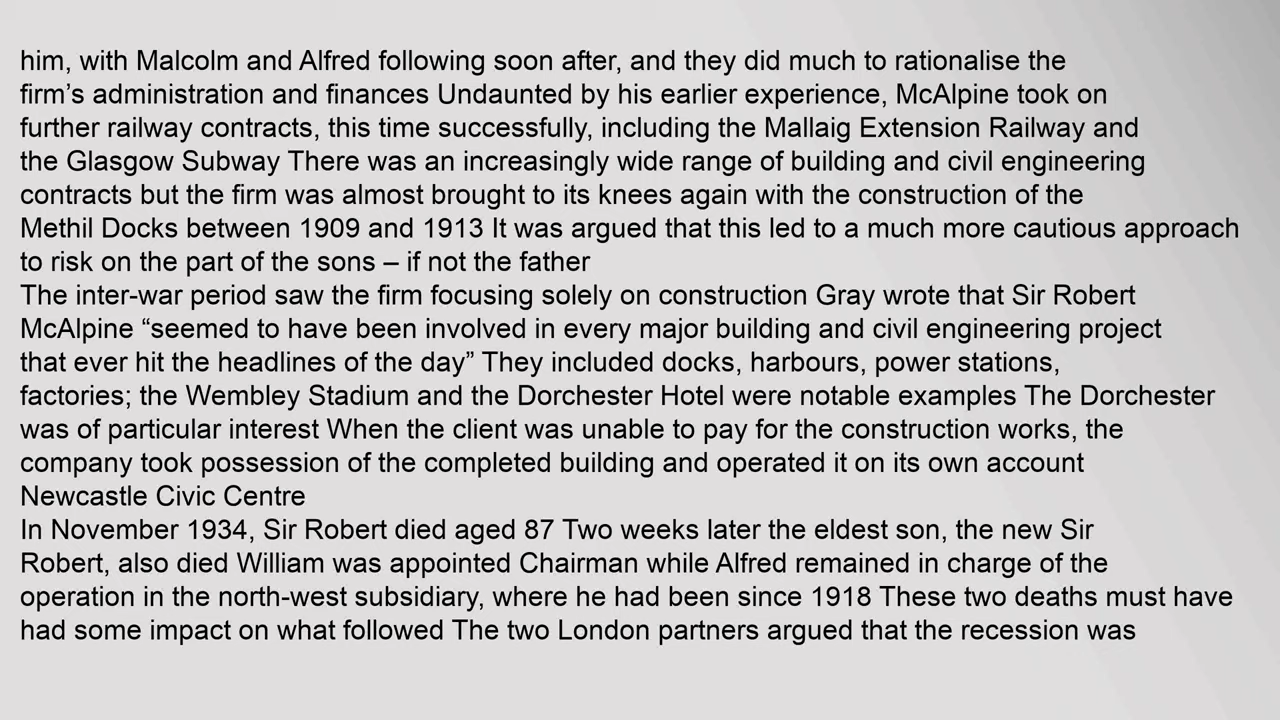 him, with Malcolm and Alfred following soon after, and they did much to rationalise the
firm’s administration and finances Undaunted by his earlier experience, McAlpine took on
further railway contracts, this time successfully, including the Mallaig Extension Railway and
the Glasgow Subway There was an increasingly wide range of building and civil engineering
contracts but the firm was almost brought to its knees again with the construction of the
Methil Docks between 1909 and 1913 It was argued that this led to a much more cautious approach
to risk on the part of the sons – if not the father
The inter-war period saw the firm focusing solely on construction Gray wrote that Sir Robert
McAlpine “seemed to have been involved in every major building and civil engineering project
that ever hit the headlines of the day” They included docks, harbours, power stations,
factories; the Wembley Stadium and the Dorchester Hotel were notable examples The Dorchester
was of particular interest When the client was unable to pay for the construction works, the
company took possession of the completed building and operated it on its own account
Newcastle Civic Centre
In November 1934, Sir Robert died aged 87 Two weeks later the eldest son, the new Sir
Robert, also died William was appointed Chairman while Alfred remained in charge of the
operation in the north-west subsidiary, where he had been since 1918 These two deaths must have
had some impact on what followed The two London partners argued that the recession was